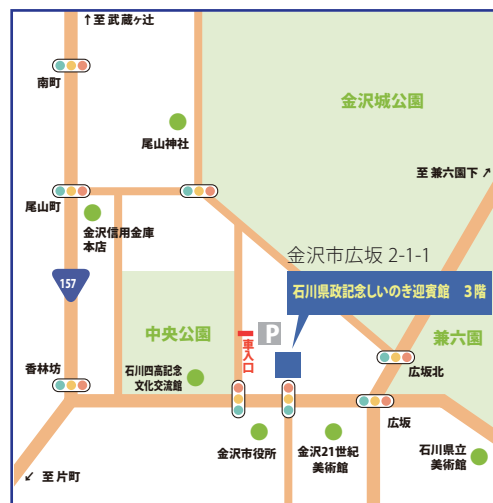 ↑至 武蔵ヶ辻
南町
金沢城公園
尾山神社
至 兼六園下 ↗
尾山町
金沢信用金庫
本店
金沢市広坂 2-1-1
157
石川県政記念しいのき迎賓館　3階
P
中央公園
車入口
兼六園
香林坊
石川四高記念
文化交流館
広坂北
広坂
金沢市役所
金沢21世紀
美術館
石川県立
美術館
↙ 至 片町